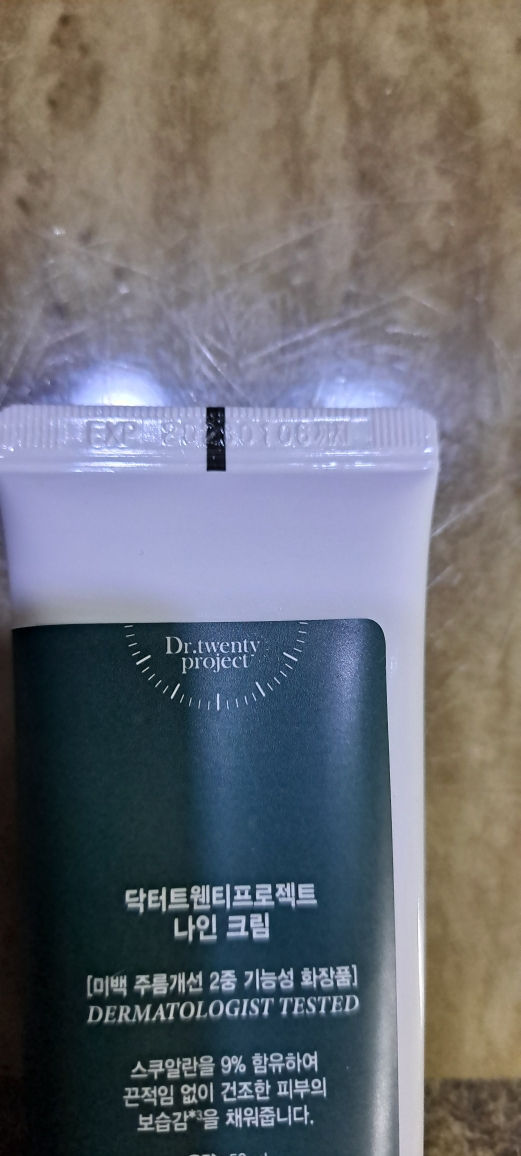 EXP
Dr.twenty
project
닥터트웬티프로젝트
나인 크림
[미백 주름개선 2중 기능성 화장품]
DERMATOLOGIST TESTED
스쿠알란을 9% 함유하여
끈적임 없이 건조한 피부의
보습감*³을 채워줍니다.